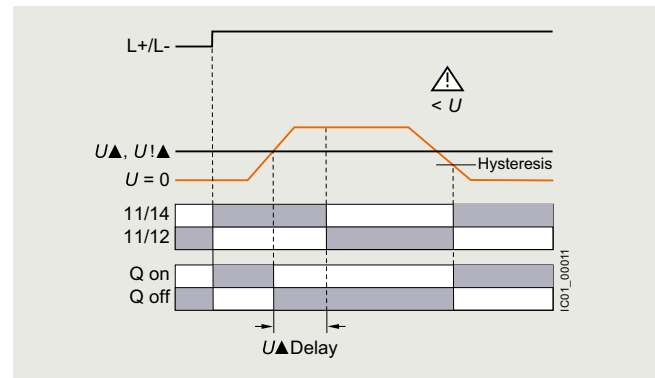 L+/L-
< U
U▲, U!▲
Hysteresis
U = 0
11/14
11/12
Q on
Q off
U▲Delay
IC01_00011